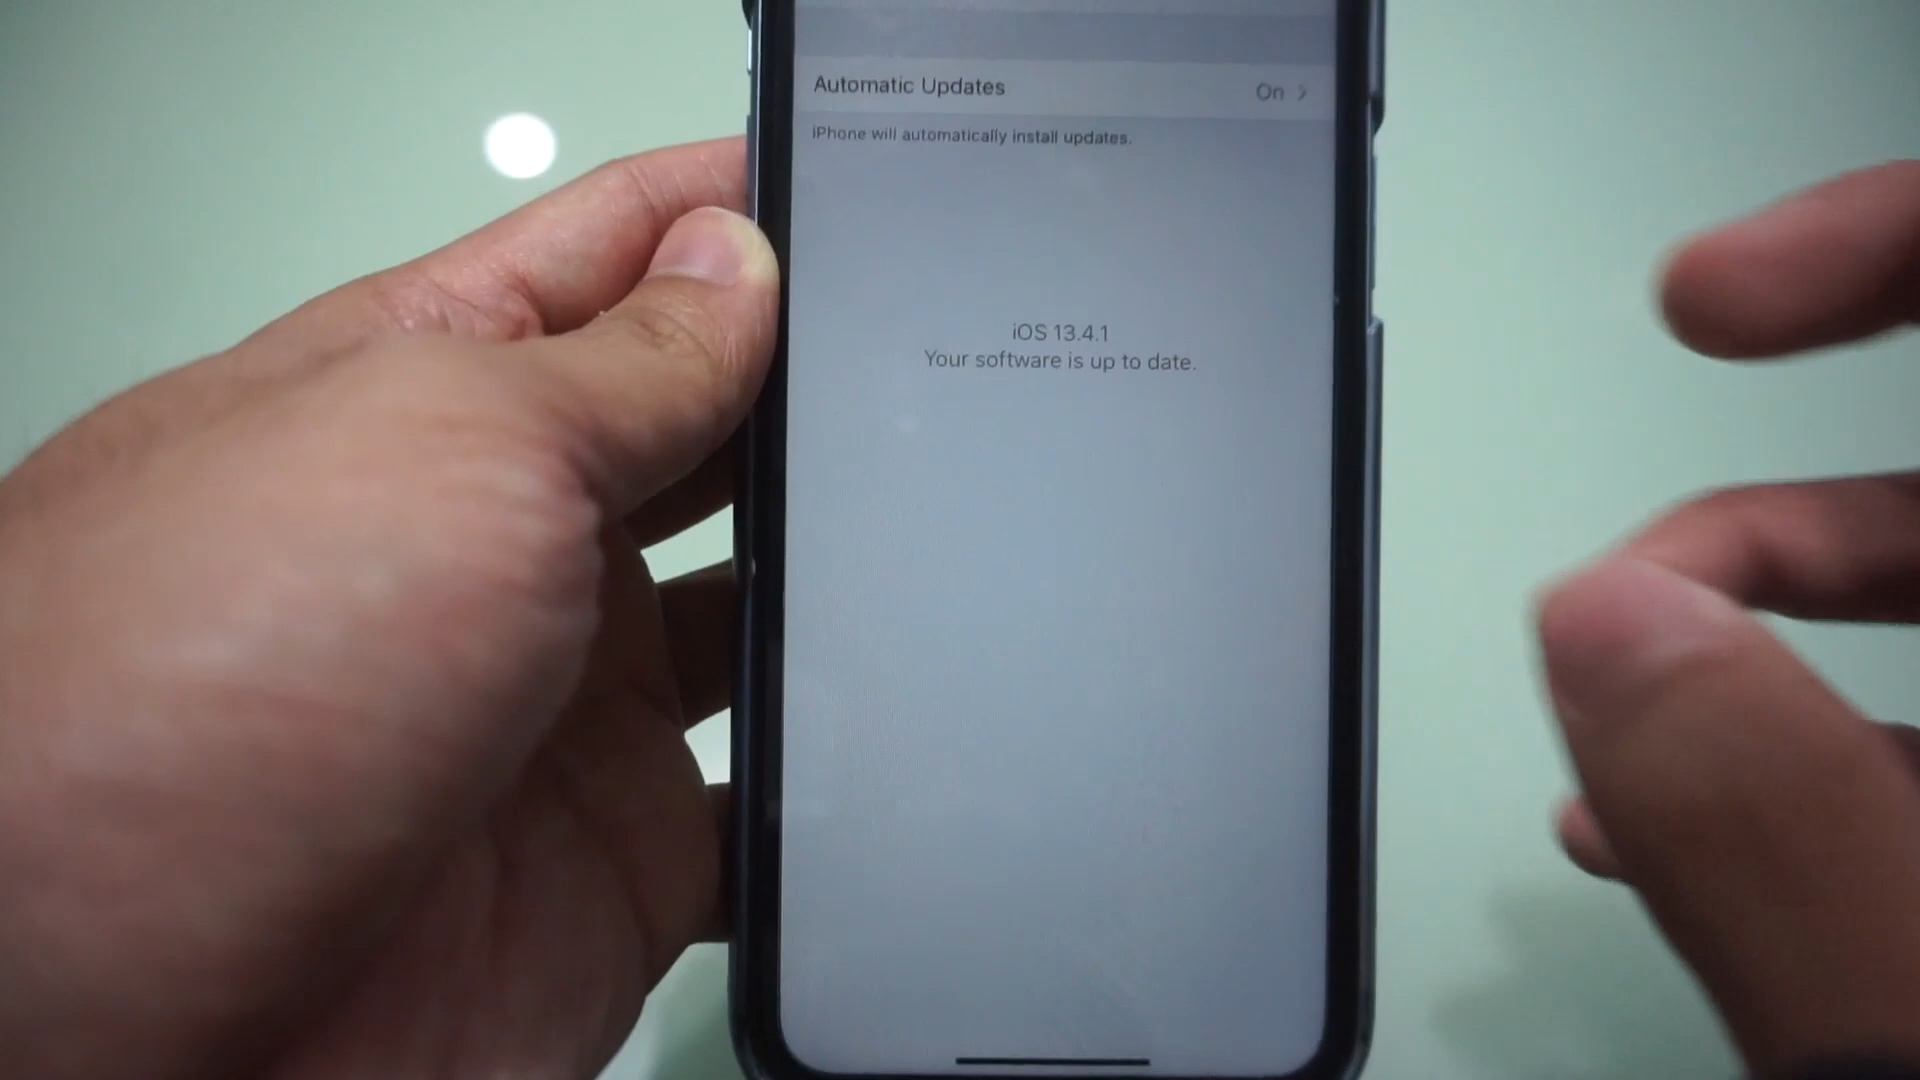 Automatic Updates
On
iPhone will automatically install updates.
iOS 13.4.1
Your software is up to date.